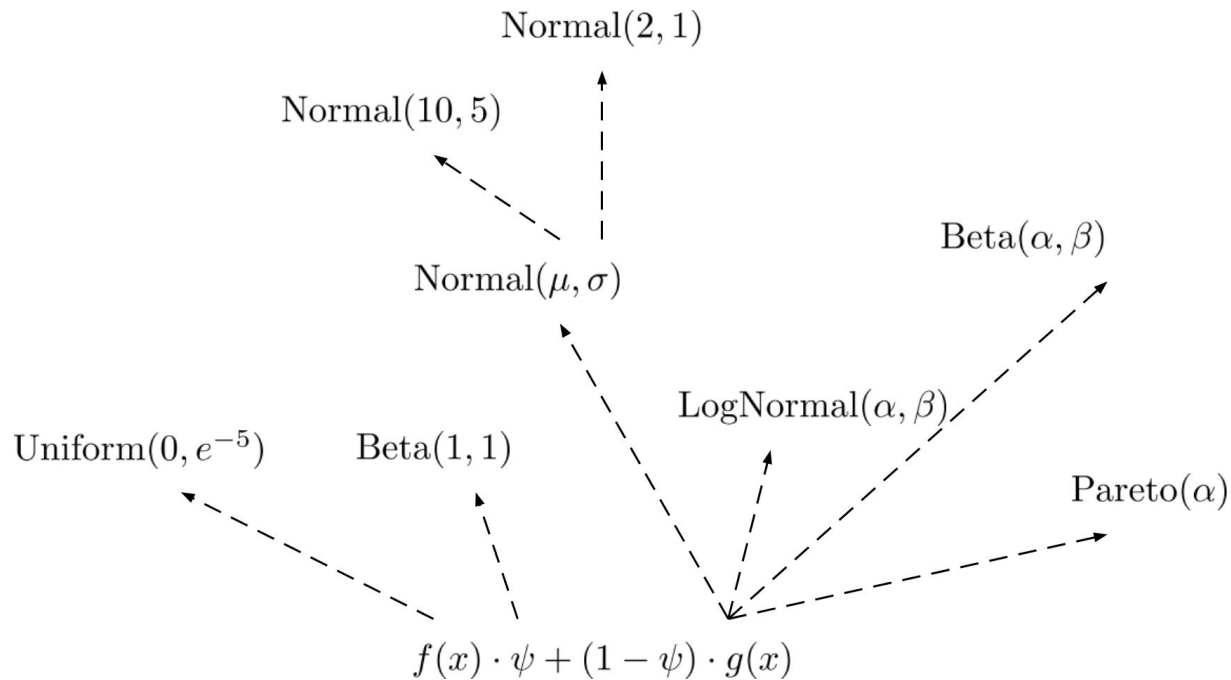 Normal(2, 1)
Normal(10, 5)
Beta(α, β)
Normal(μ, σ)
LogNormal(α, β)
Uniform(0, e⁻⁵)
Beta(1, 1)
Pareto(α)
f(x) · ψ + (1 − ψ) · g(x)